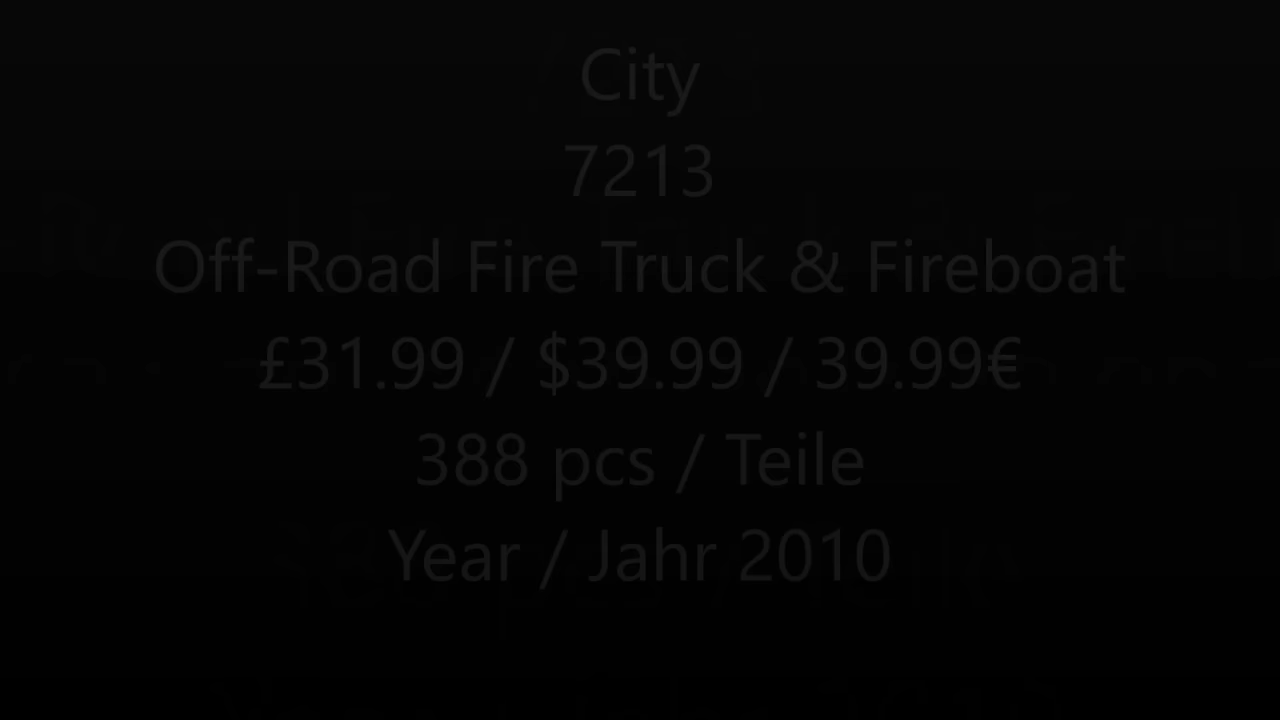 City
7213
Off-Road Fire Truck & Fireboat
£31.99 / $39.99 / 39.99€
388 pcs / Teile
Year / Jahr 2010